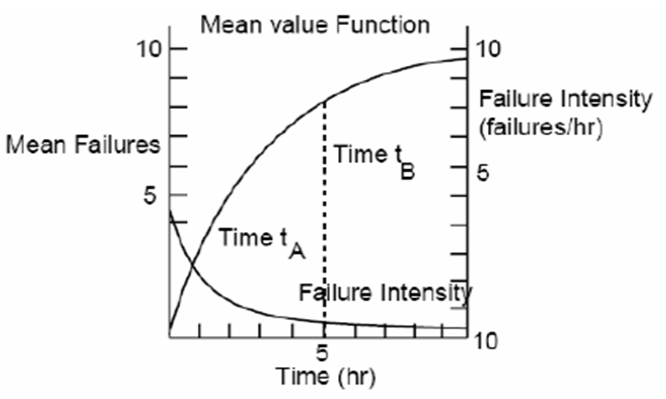 Mean value Function
10
10
Failure Intensity
(failures/hr)
Mean Failures
Time t
B
5
5
Time t
A
Failure Intensity
10
5
Time (hr)